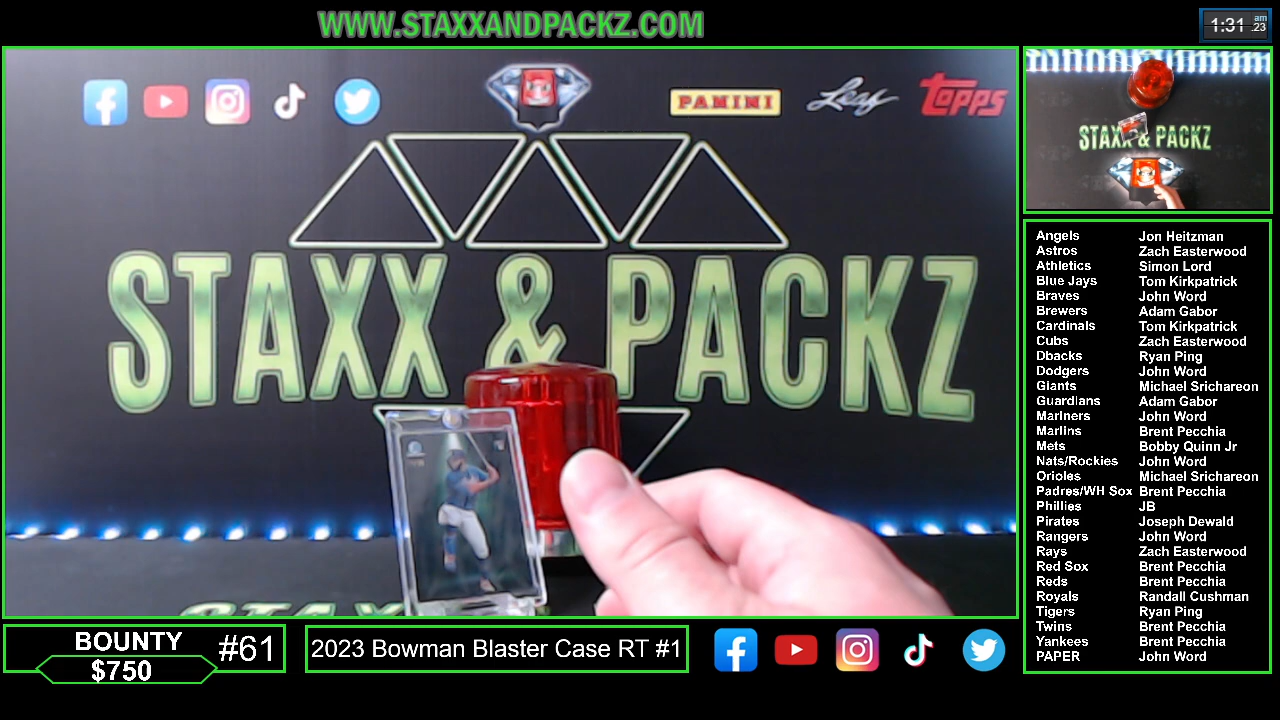 WWW.STAXXANDPACKZ.COM
1:31 am
23
PANINI
Leaf
TOPPS
STAXX & PACKZ
STAXX & PACKZ
Angels Jon Heitzman
Astros Zach Easterwood
Athletics Simon Lord
Blue Jays Tom Kirkpatrick
Braves John Word
Brewers Adam Gabor
Cardinals Tom Kirkpatrick
Cubs Zach Easterwood
Dbacks Ryan Ping
Dodgers John Word
GIants Michael Srichareon
Guardians Adam Gabor
Mariners John Word
Marlins Brent Pecchia
Mets Bobby Quinn Jr
Nats/Rockies John Word
Orioles Michael Srichareon
Padres/WH Sox Brent Pecchia
Phillies JB
Pirates Joseph Dewald
Rangers John Word
Rays Zach Easterwood
Red Sox Brent Pecchia
Reds Brent Pecchia
Royals Randall Cushman
Tigers Ryan Ping
Twins Brent Pecchia
Yankees Brent Pecchia
PAPER John Word
STAX
BOUNTY
$750
#61
2023 Bowman Blaster Case RT #1